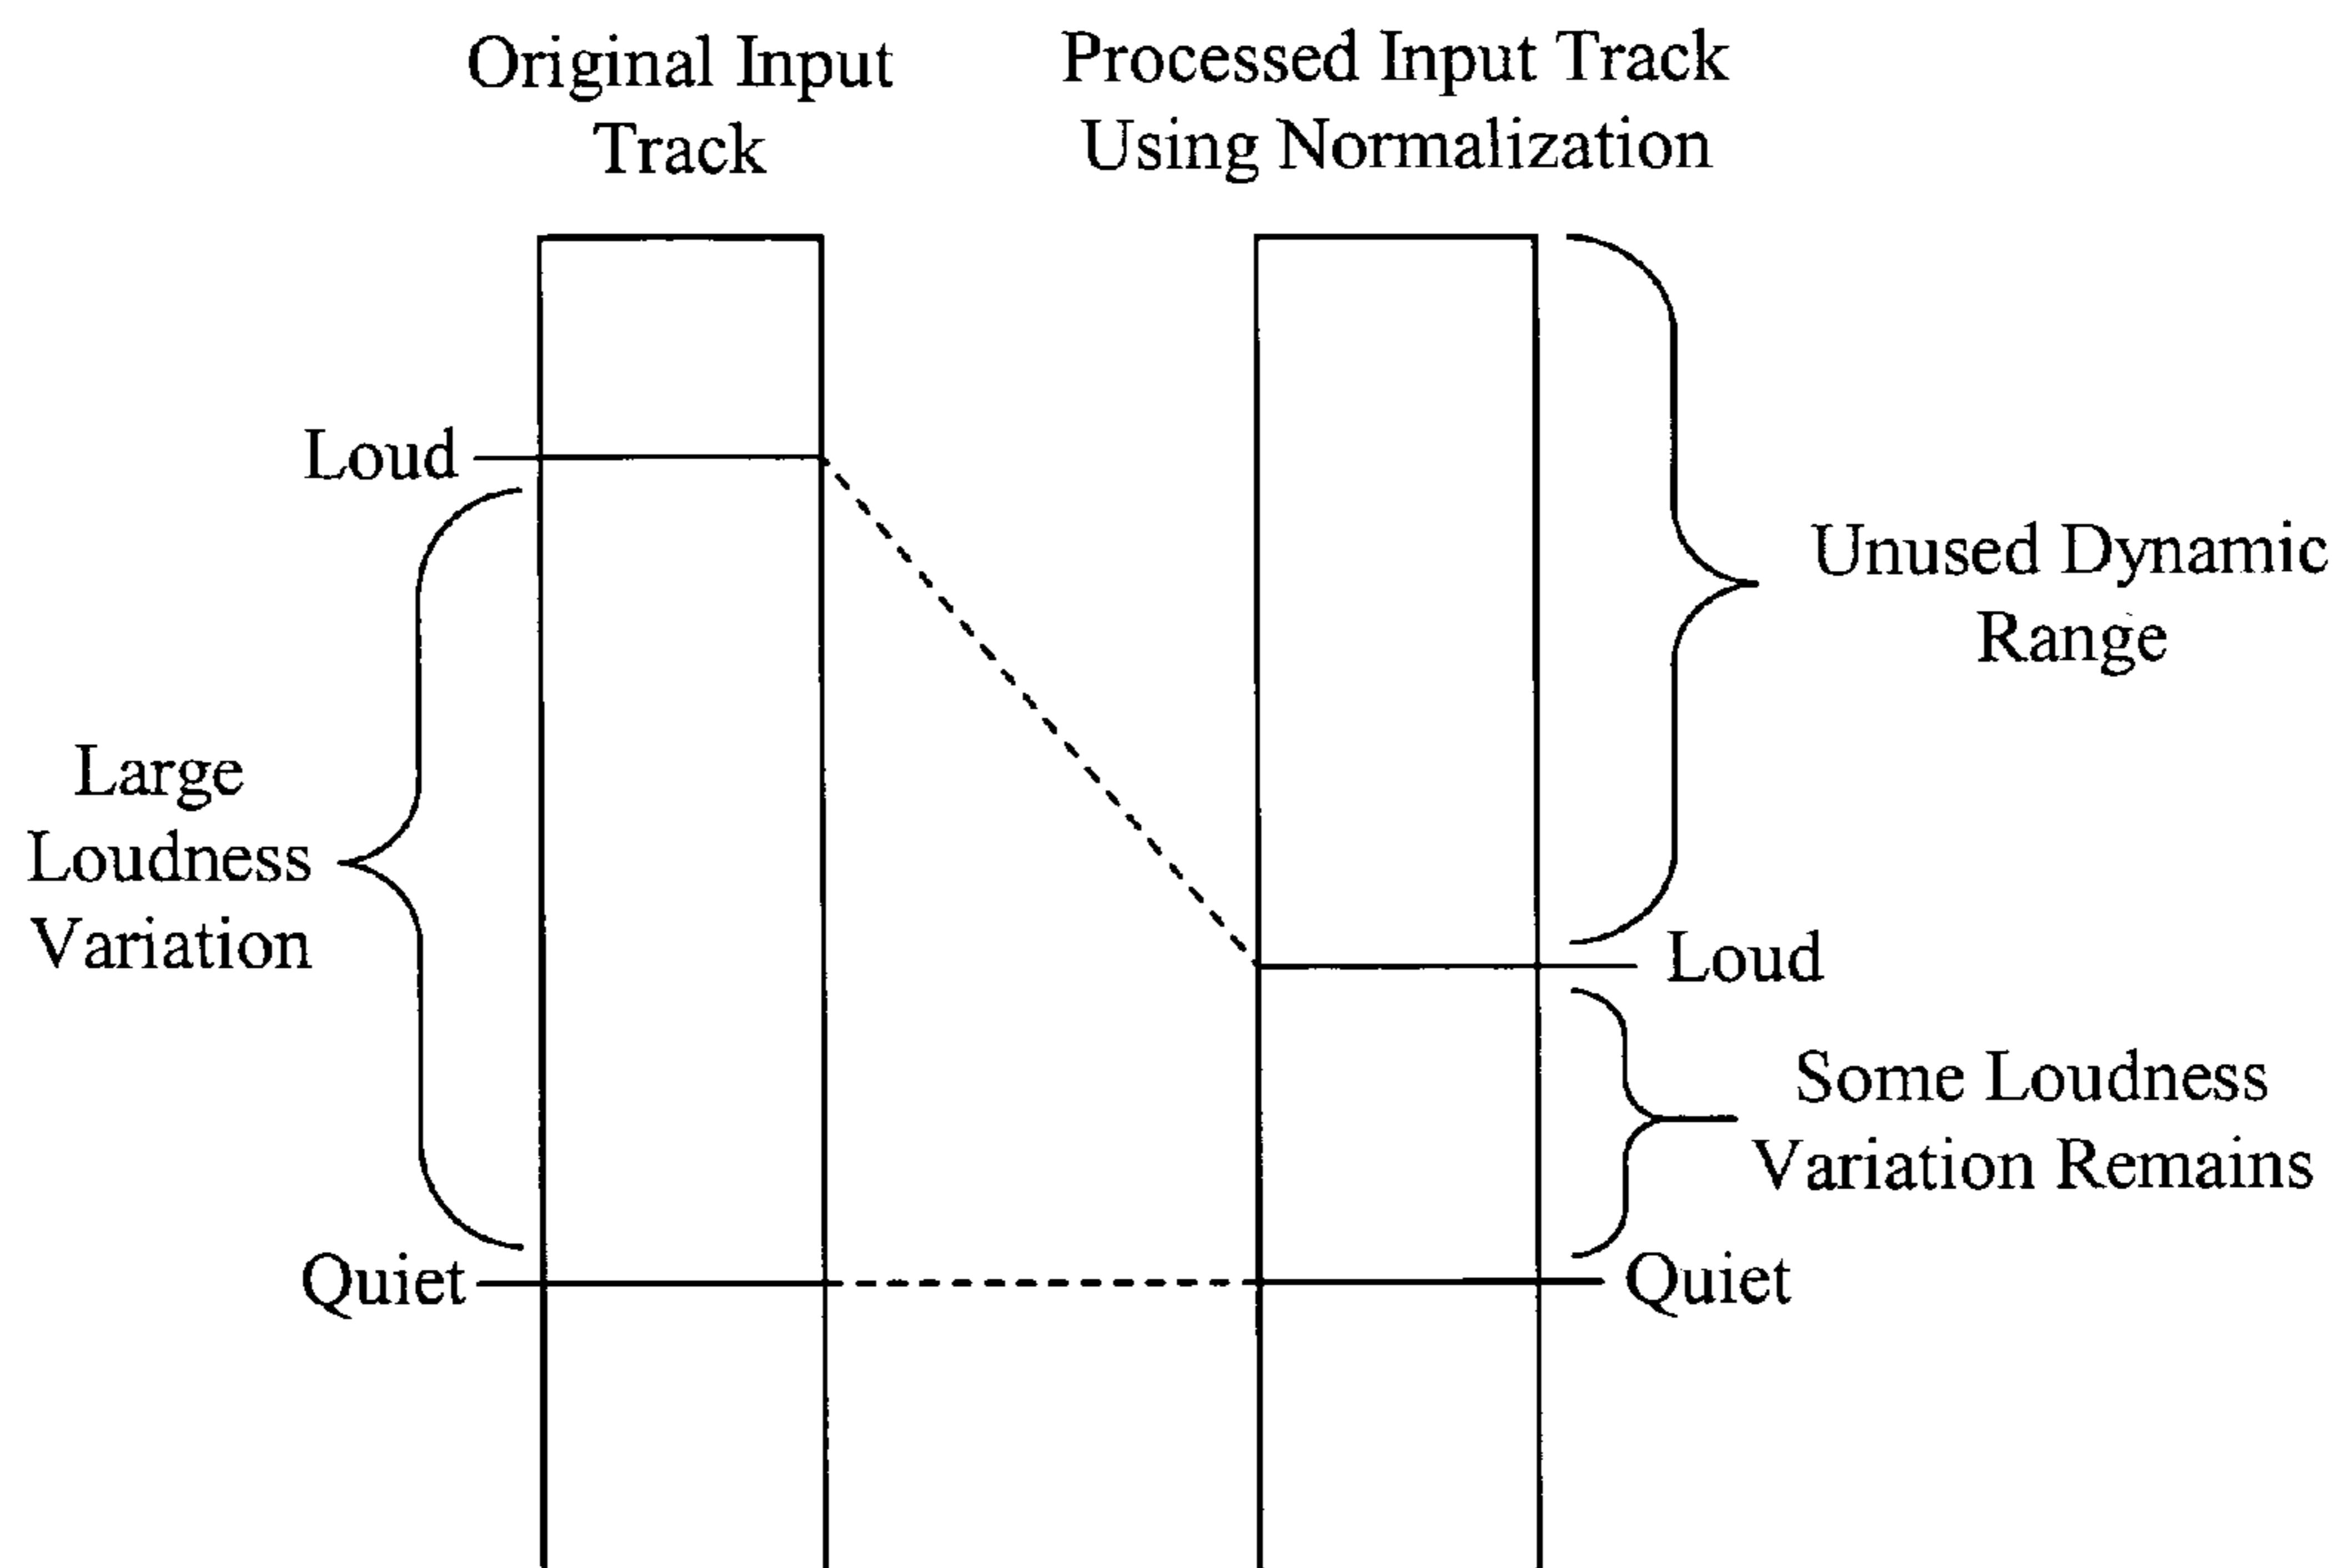 Original Input
Track
Processed Input Track
Using Normalization
Loud
Large
Loudness
Variation
Quiet
Unused Dynamic
Range
Loud
Some Loudness
Variation Remains
Quiet